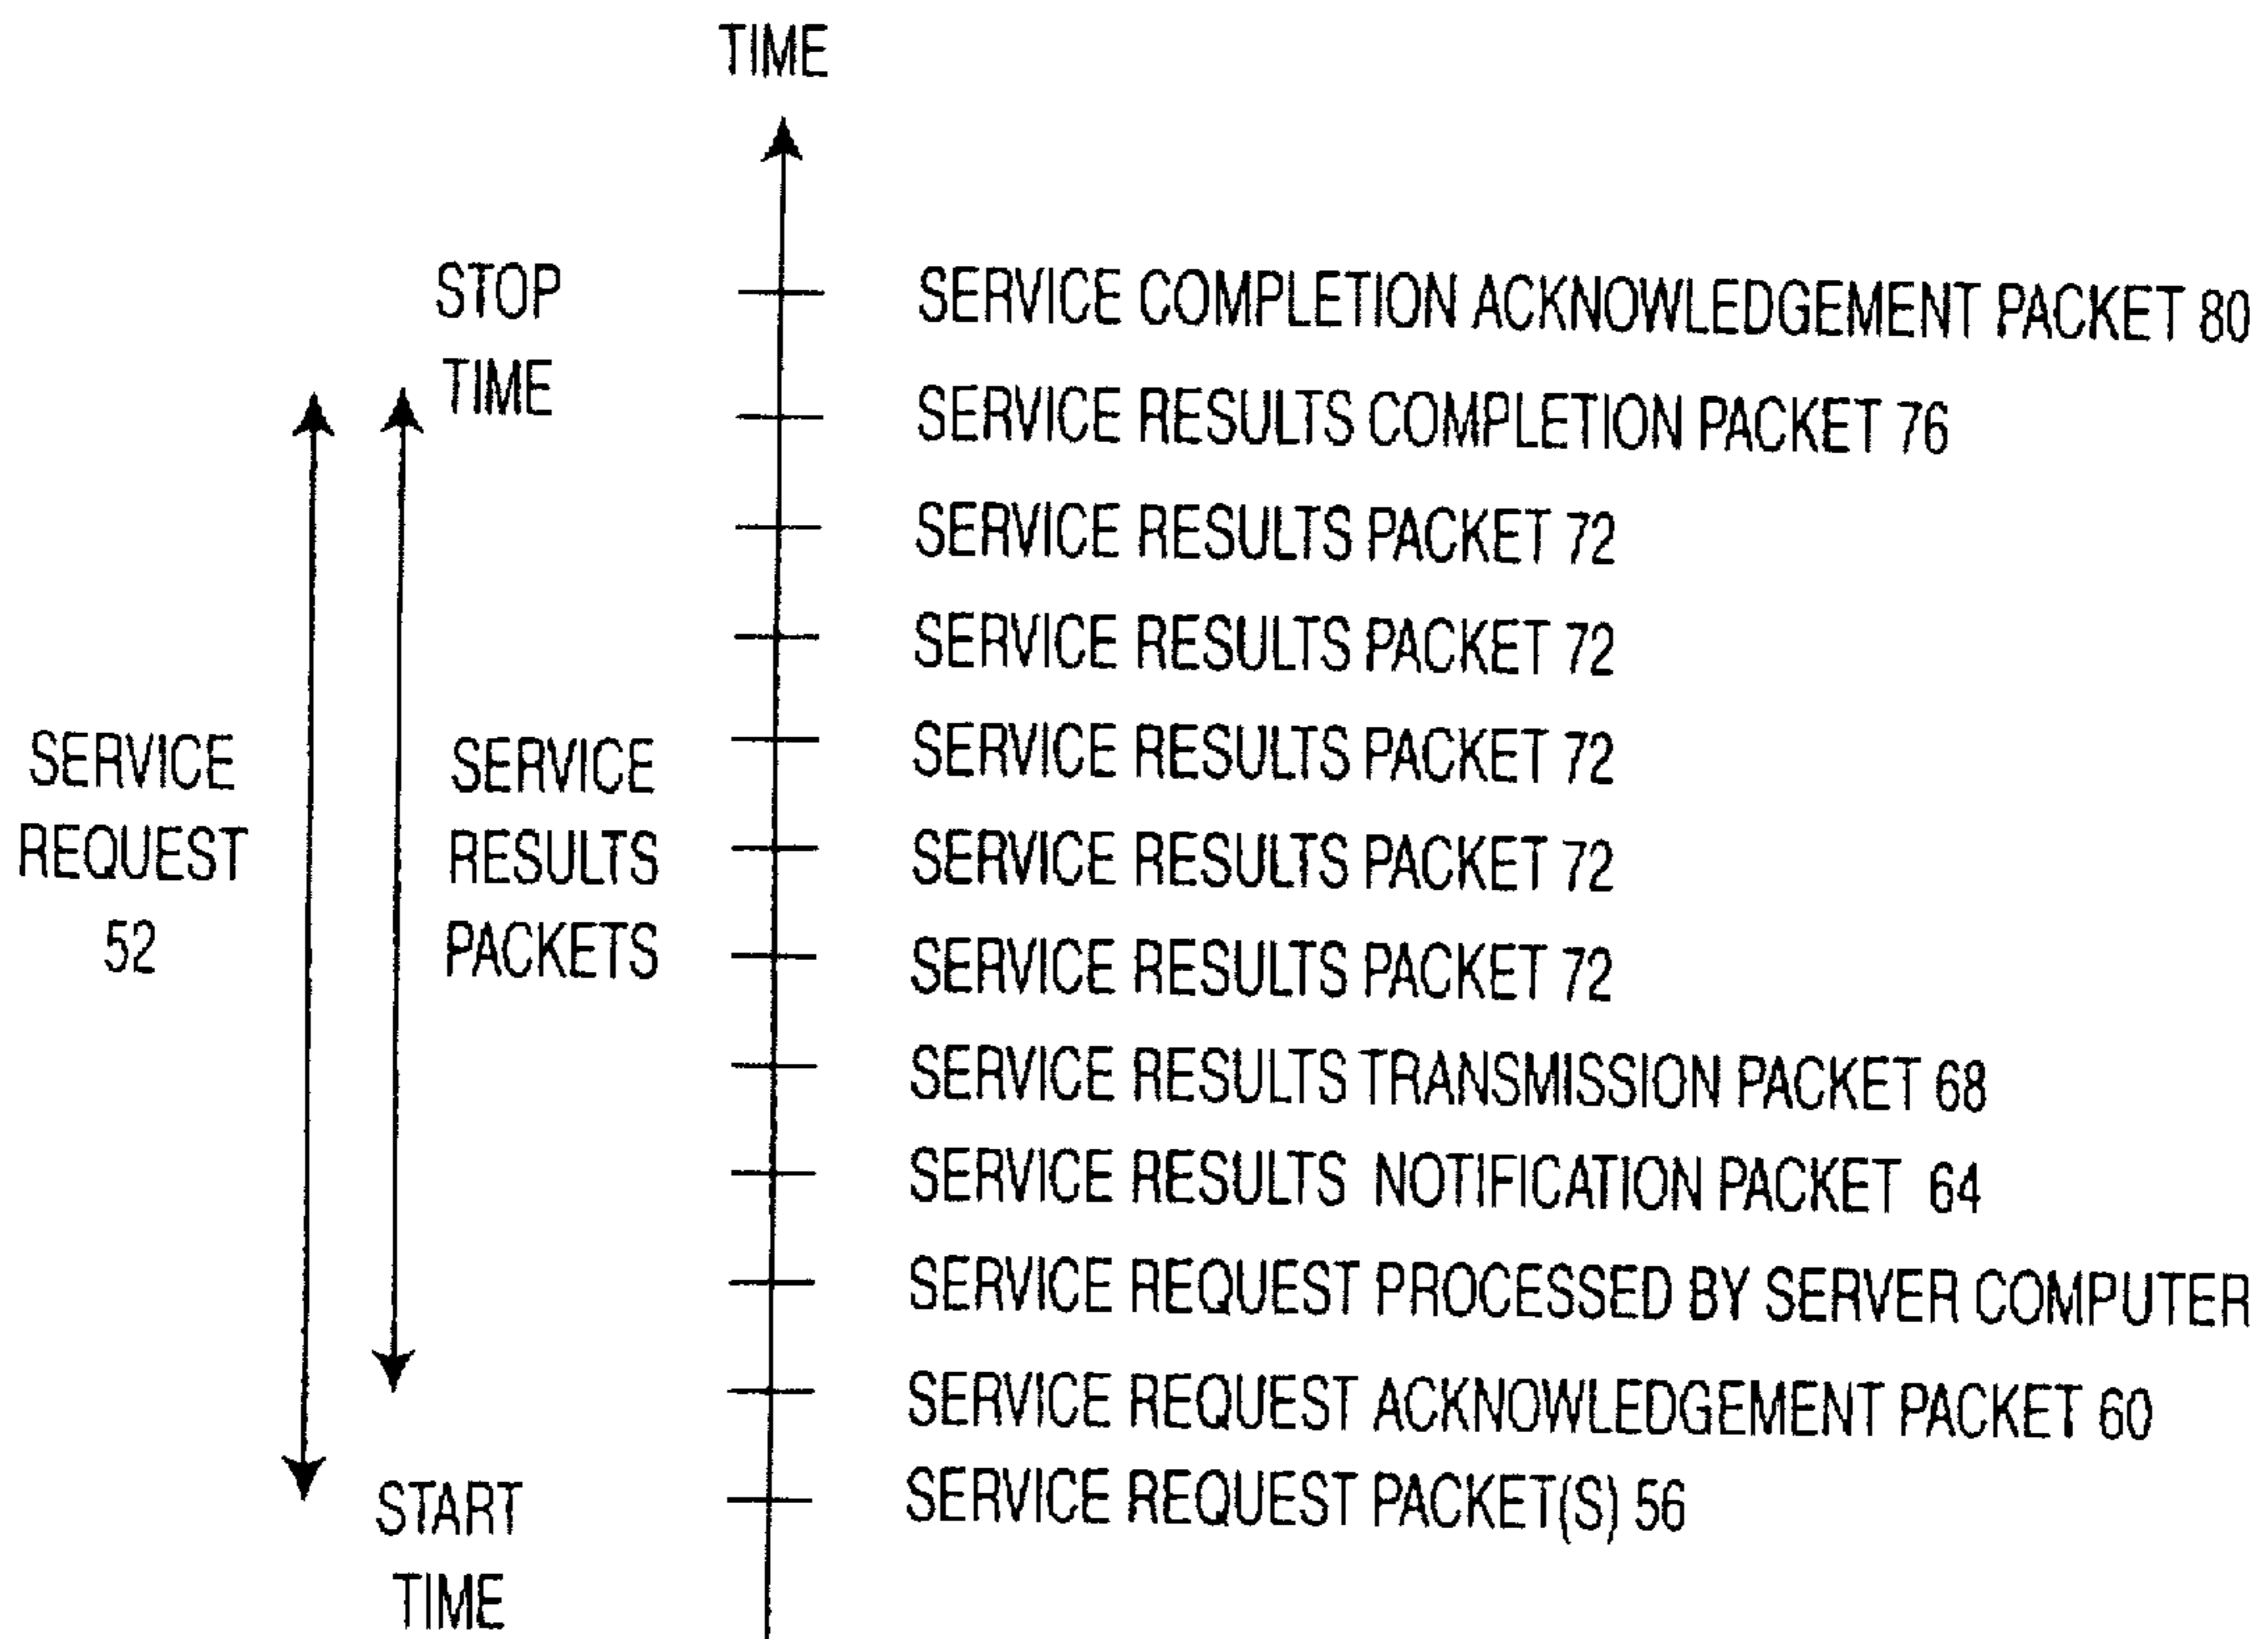 TIME
STOP
TIME
SERVICE
REQUEST
52
SERVICE
RESULTS
PACKETS
START
TIME
SERVICE COMPLETION ACKNOWLEDGEMENT PACKET 80
SERVICE RESULTS COMPLETION PACKET 76
SERVICE RESULTS PACKET 72
SERVICE RESULTS PACKET 72
SERVICE RESULTS PACKET 72
SERVICE RESULTS PACKET 72
SERVICE RESULTS PACKET 72
SERVICE RESULTS TRANSMISSION PACKET 68
SERVICE RESULTS NOTIFICATION PACKET 64
SERVICE REQUEST PROCESSED BY SERVER COMPUTER
SERVICE REQUEST ACKNOWLEDGEMENT PACKET 60
SERVICE REQUEST PACKET(S) 56